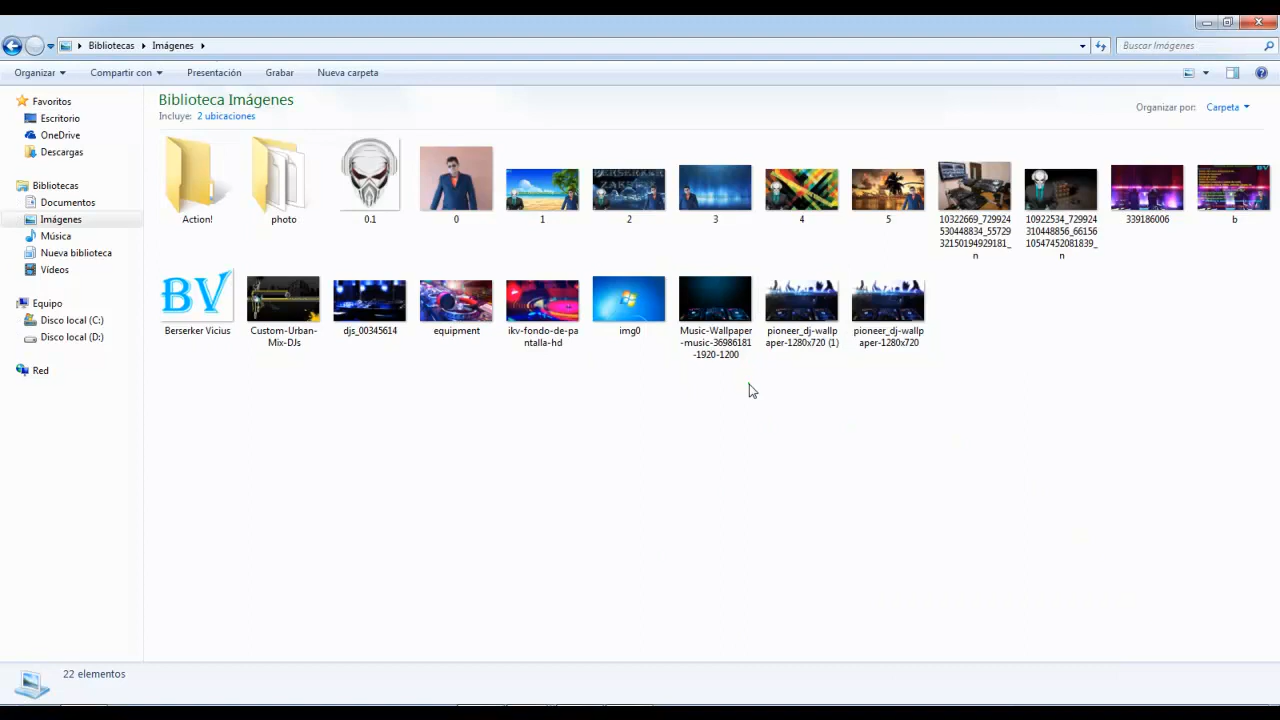 Bibliotecas Imágenes
Buscar Imágenes
Organizar Compartir con Presentación Grabar Nueva carpeta
Favoritos
Escritorio
OneDrive
Descargas
Bibliotecas
Documentos
Imágenes
Música
Nueva biblioteca
Vídeos
Equipo
Disco local (C:)
Disco local (D:)
Red
Biblioteca Imágenes
Incluye: 2 ubicaciones
Organizar por: Carpeta
Action!
photo
0.1
0
1
2
3
4
5
10322669_729924
530448834_55729
32150194929181_
n
10922534_729924
310448856_66156
10547452081839_
n
339186006
b
BV
Berserker Vicius
Custom-Urban-
Mix-DJs
djs_00345614
equipment
ikv-fondo-de-pa
ntalla-hd
img0
Music-Wallpaper
-music-36986181
-1920-1200
pioneer_dj-wallp
aper-1280x720 (1)
pioneer_dj-wallp
aper-1280x720
22 elementos